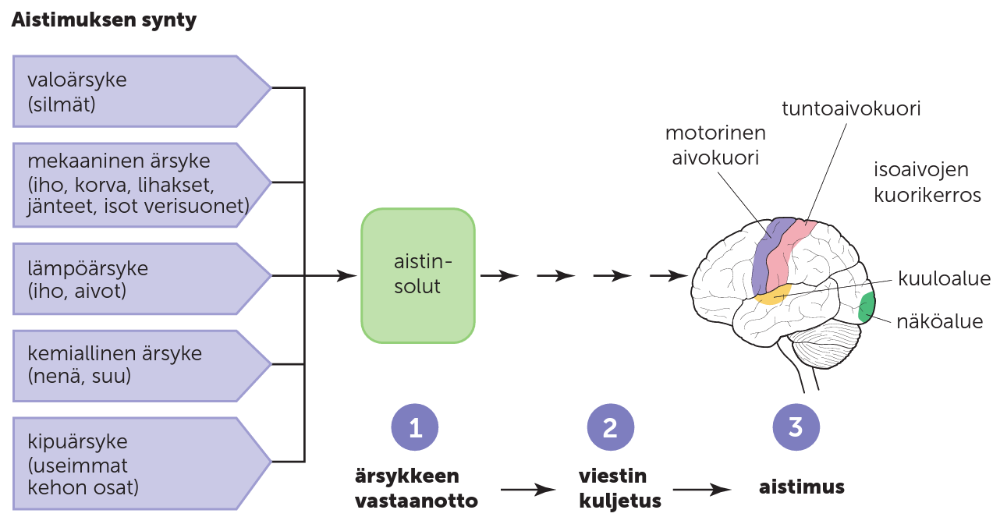 Aistimuksen synty
valoärsyke
(silmät)
mekaaninen ärsyke
(iho, korva, lihakset,
jänteet, isot verisuonet)
lämpöärsyke
(iho, aivot)
kemiallinen ärsyke
(nenä, suu)
kipuärsyke
(useimmat
kehon osat)
aistin-
solut
motorinen
aivokuori
tuntoaivokuori
isoaivojen
kuorikerros
kuuloalue
näköalue
1
ärsykkeen
vastaanotto
2
viestin
kuljetus
3
aistimus